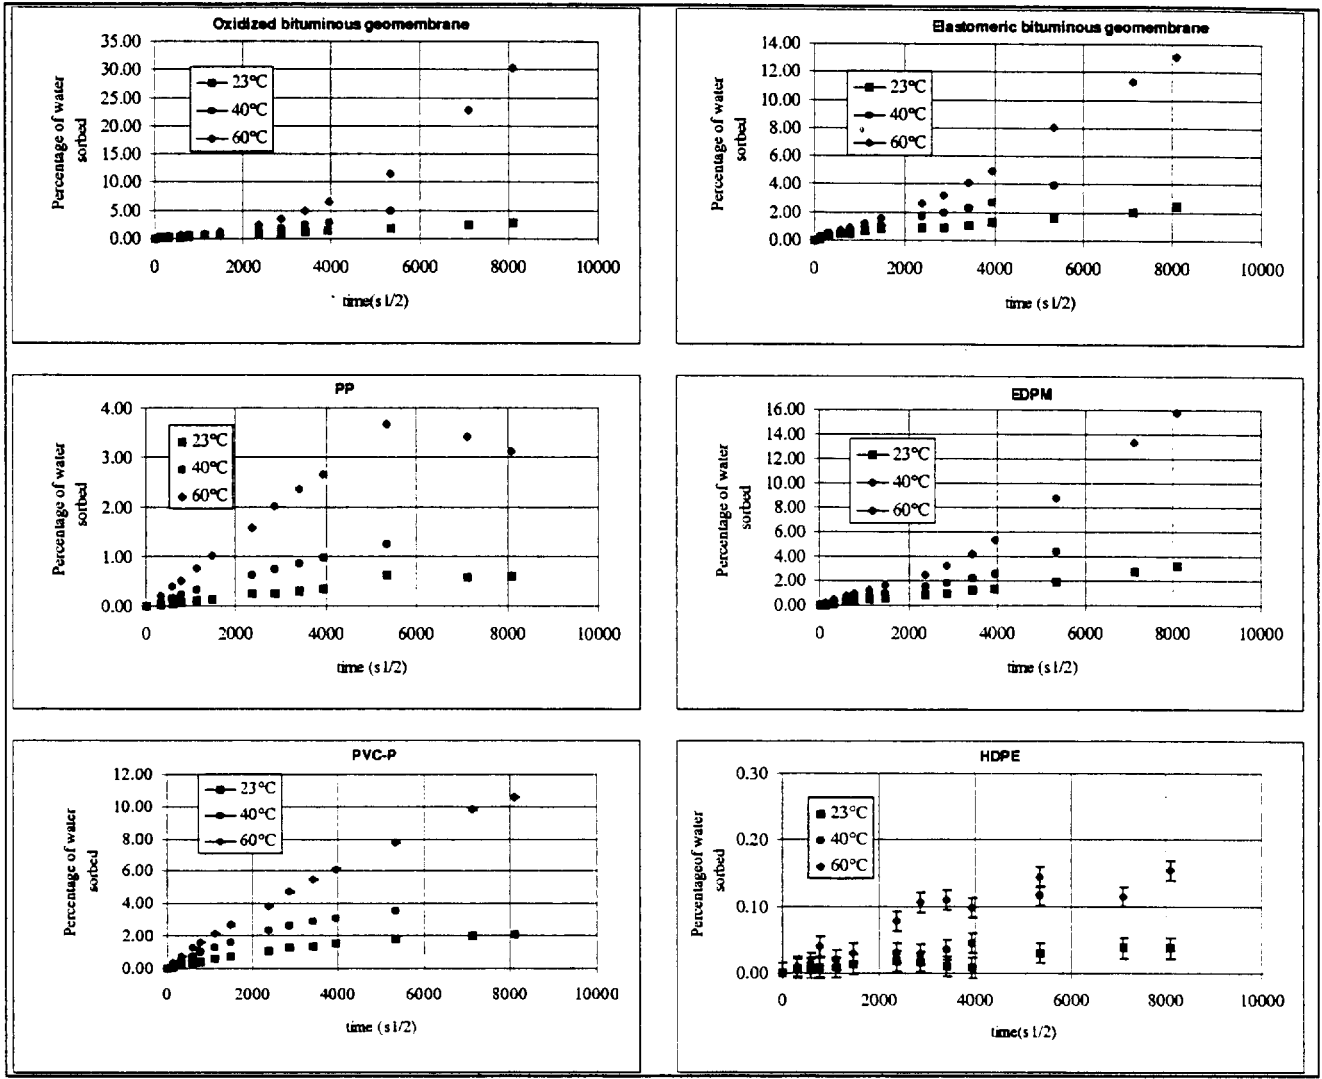 Oxidized bituminous geomembrane
35.00
30.00
25.00
20.00
15.00
10.00
5.00
0.00
Percentage of water
sorbed
23°C
40°C
60°C
0 2000 4000 6000 8000 10000
time(s1/2)
Elastomeric bituminous geomembrane
14.00
12.00
10.00
8.00
6.00
4.00
2.00
0.00
Percentage of water
sorbed
23°C
40°C
60°C
0 2000 4000 6000 8000 10000
time (s1/2)
PP
4.00
3.00
2.00
1.00
0.00
Percentage of water
sorbed
23°C
40°C
60°C
0 2000 4000 6000 8000 10000
time (s1/2)
EDPM
16.00
14.00
12.00
10.00
8.00
6.00
4.00
2.00
0.00
Percentage of water
sorbed
23°C
40°C
60°C
0 2000 4000 6000 8000 10000
time (s1/2)
PVC-P
12.00
10.00
8.00
6.00
4.00
2.00
0.00
Percentage of water
sorbed
23°C
40°C
60°C
0 2000 4000 6000 8000 10000
time (s1/2)
HDPE
0.30
0.20
0.10
0.00
Percentageof water
sorbed
23°C
40°C
60°C
0 2000 4000 6000 8000 10000
time(s1/2)